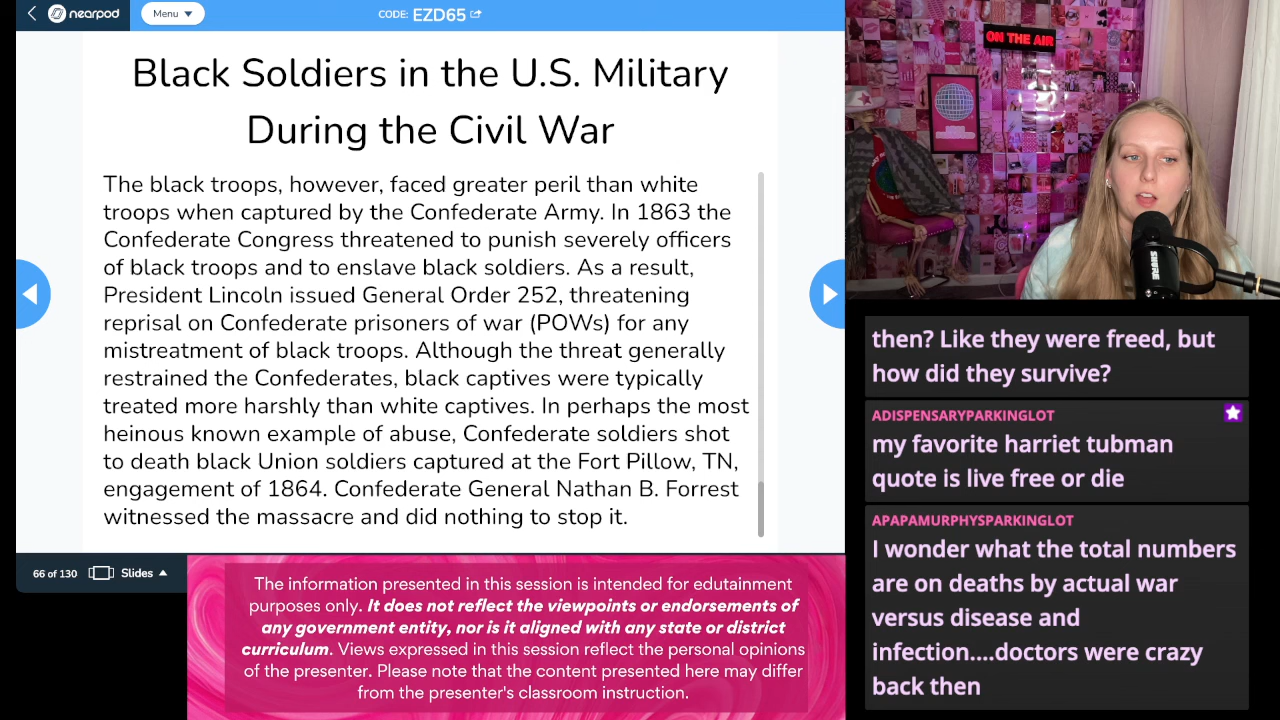 nearpod
Menu
CODE: EZD65
Black Soldiers in the U.S. Military
During the Civil War
The black troops, however, faced greater peril than white
troops when captured by the Confederate Army. In 1863 the
Confederate Congress threatened to punish severely officers
of black troops and to enslave black soldiers. As a result,
President Lincoln issued General Order 252, threatening
reprisal on Confederate prisoners of war (POWs) for any
mistreatment of black troops. Although the threat generally
restrained the Confederates, black captives were typically
treated more harshly than white captives. In perhaps the most
heinous known example of abuse, Confederate soldiers shot
to death black Union soldiers captured at the Fort Pillow, TN,
engagement of 1864. Confederate General Nathan B. Forrest
witnessed the massacre and did nothing to stop it.
66 of 130
Slides
The information presented in this session is intended for edutainment
purposes only. It does not reflect the viewpoints or endorsements of
any government entity, nor is it aligned with any state or district
curriculum. Views expressed in this session reflect the personal opinions
of the presenter. Please note that the content presented here may differ
from the presenter's classroom instruction.
ON THE AIR
SHURE
then? Like they were freed, but
how did they survive?
ADISPENSARYPARKINGLOT
my favorite harriet tubman
quote is live free or die
APAPAMURPHYSPARKINGLOT
I wonder what the total numbers
are on deaths by actual war
versus disease and
infection....doctors were crazy
back then